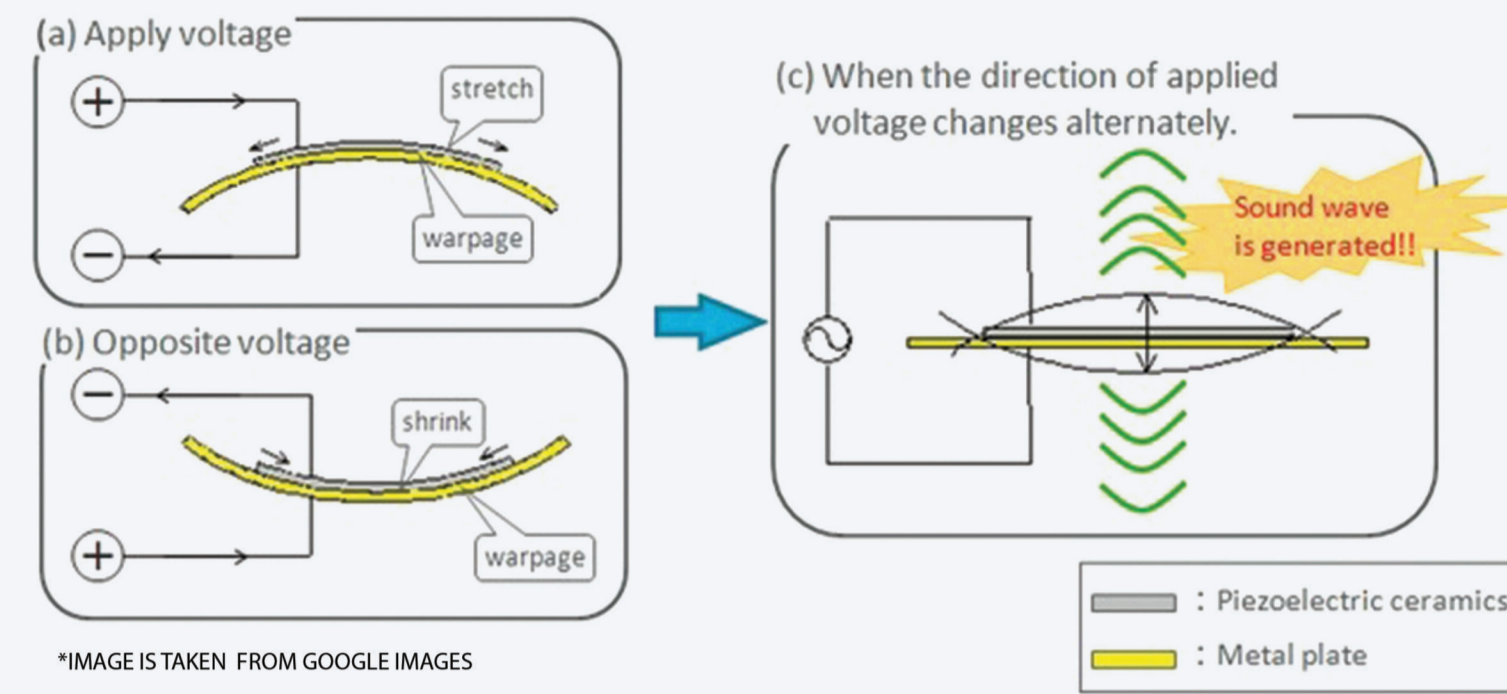 (a) Apply voltage
+
stretch
warpage
−
(b) Opposite voltage
−
shrink
warpage
+
(c) When the direction of applied
voltage changes alternately.
Sound wave
is generated!!
: Piezoelectric ceramics
: Metal plate
*IMAGE IS TAKEN FROM GOOGLE IMAGES